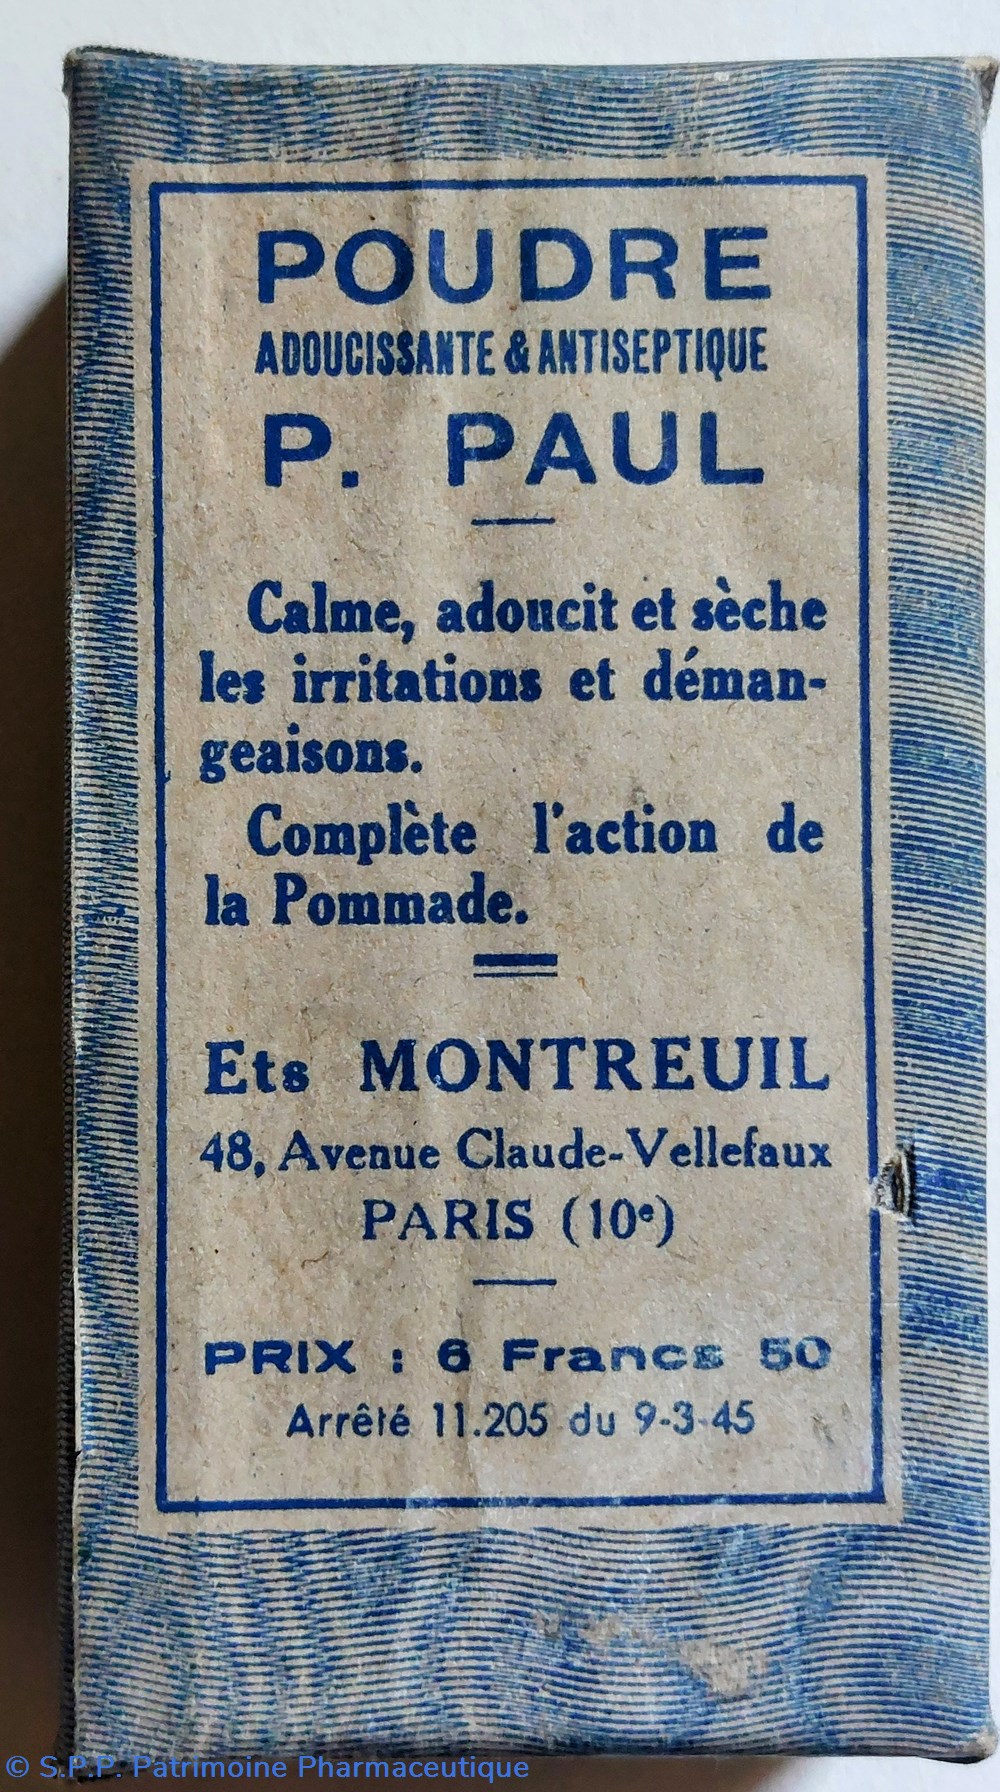 POUDRE
ADOUCISSANTE & ANTISEPTIQUE
P. PAUL
Calme, adoucit et sèche
les irritations et déman-
geaisons.
Complète l'action de
la Pommade.
Ets MONTREUIL
48, Avenue Claude-Vellefaux
PARIS (10e)
PRIX : 6 Francs 50
Arrêté 11.205 du 9-3-45
© S.P.P. Patrimoine Pharmaceutique